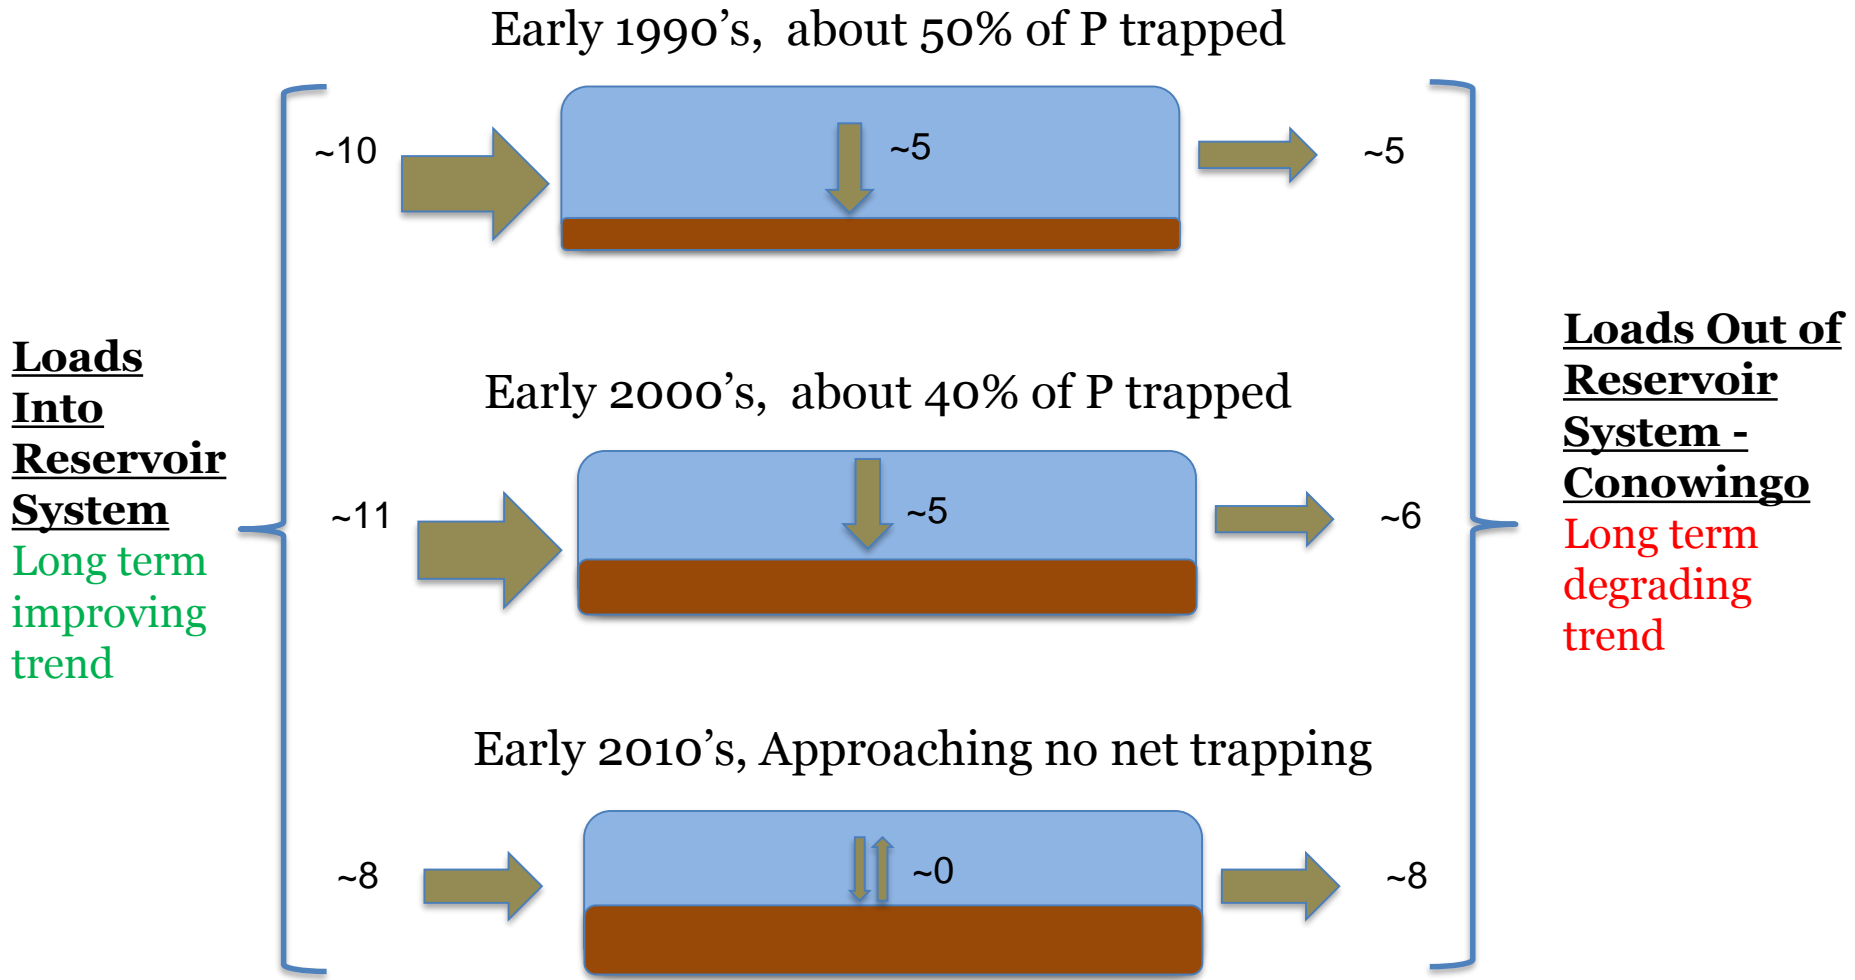 Early 1990's,  about 50% of P trapped
~10
~5
~5
Loads
Into
Reservoir
System
Long term
improving
trend
Early 2000's,  about 40% of P trapped
~11
~5
~6
Loads Out of
Reservoir
System -
Conowingo
Long term
degrading
trend
Early 2010's, Approaching no net trapping
~8
~0
~8